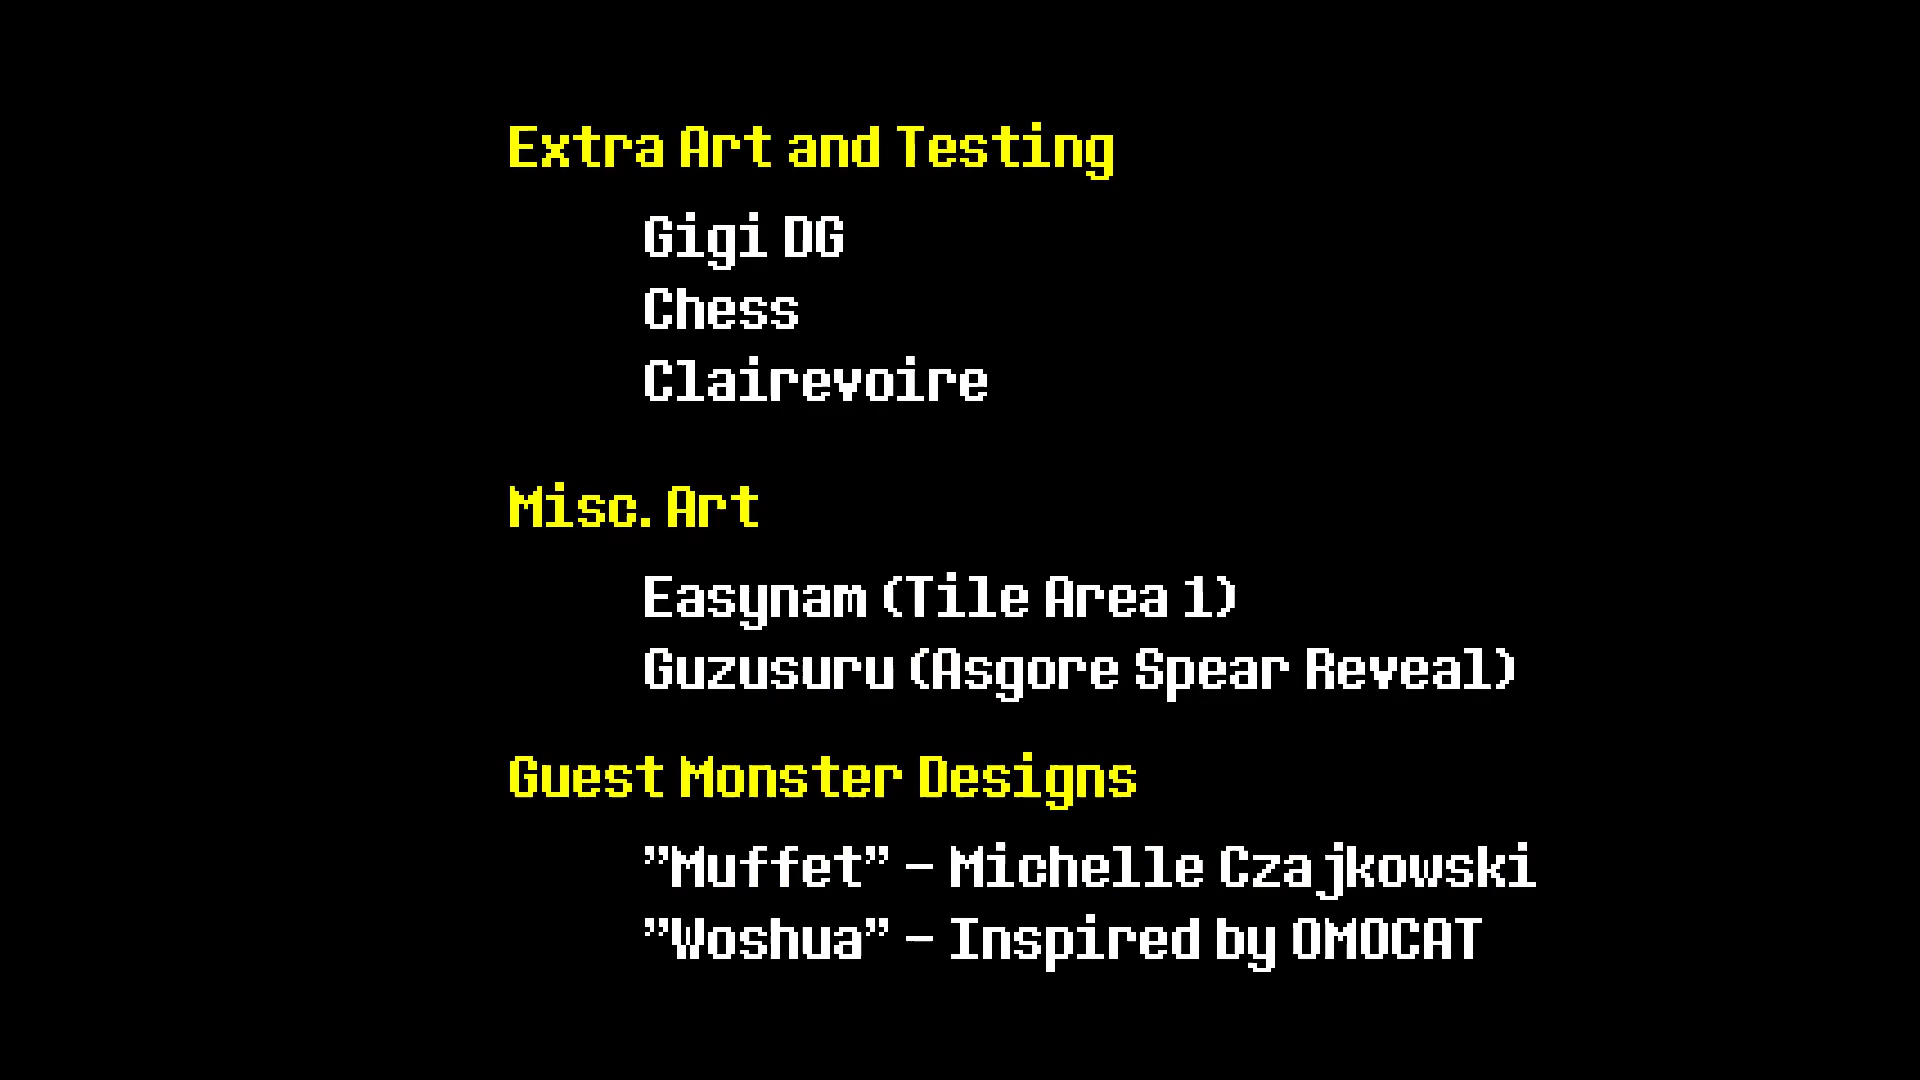 Extra Art and Testing
Gigi DG
Chess
Clairevoire
Misc. Art
Easynam (Tile Area 1)
Guzusuru (Asgore Spear Reveal)
Guest Monster Designs
”Muffet” - Michelle Czajkowski
”Woshua” - Inspired by OMOCAT